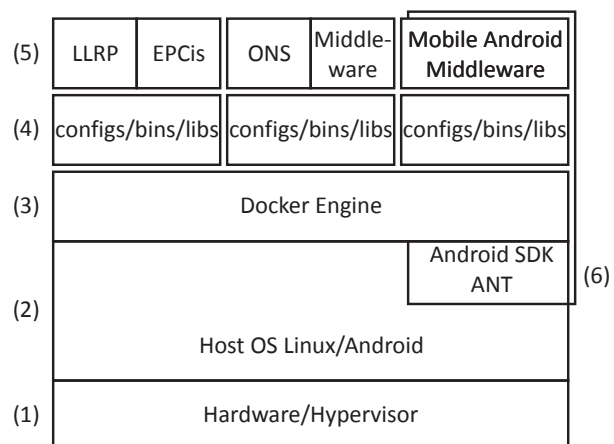 (5) LLRP EPCis ONS Middle-
ware Mobile Android
Middleware
(4) configs/bins/libs configs/bins/libs configs/bins/libs
(3) Docker Engine
Android SDK
ANT
(6)
(2)
Host OS Linux/Android
(1) Hardware/Hypervisor